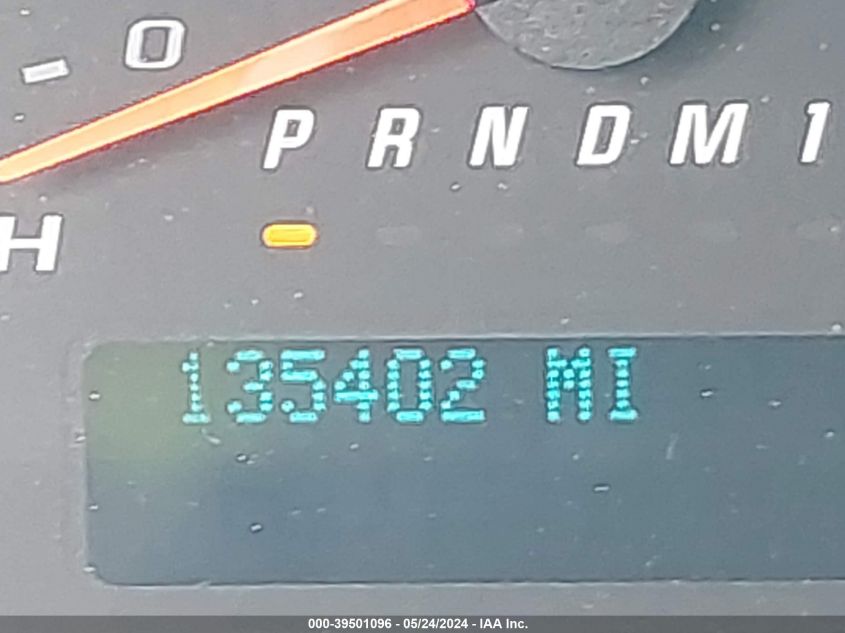 0
P R N D M 1
H
135402 MI
000-39501096 - 05/24/2024 - IAA Inc.